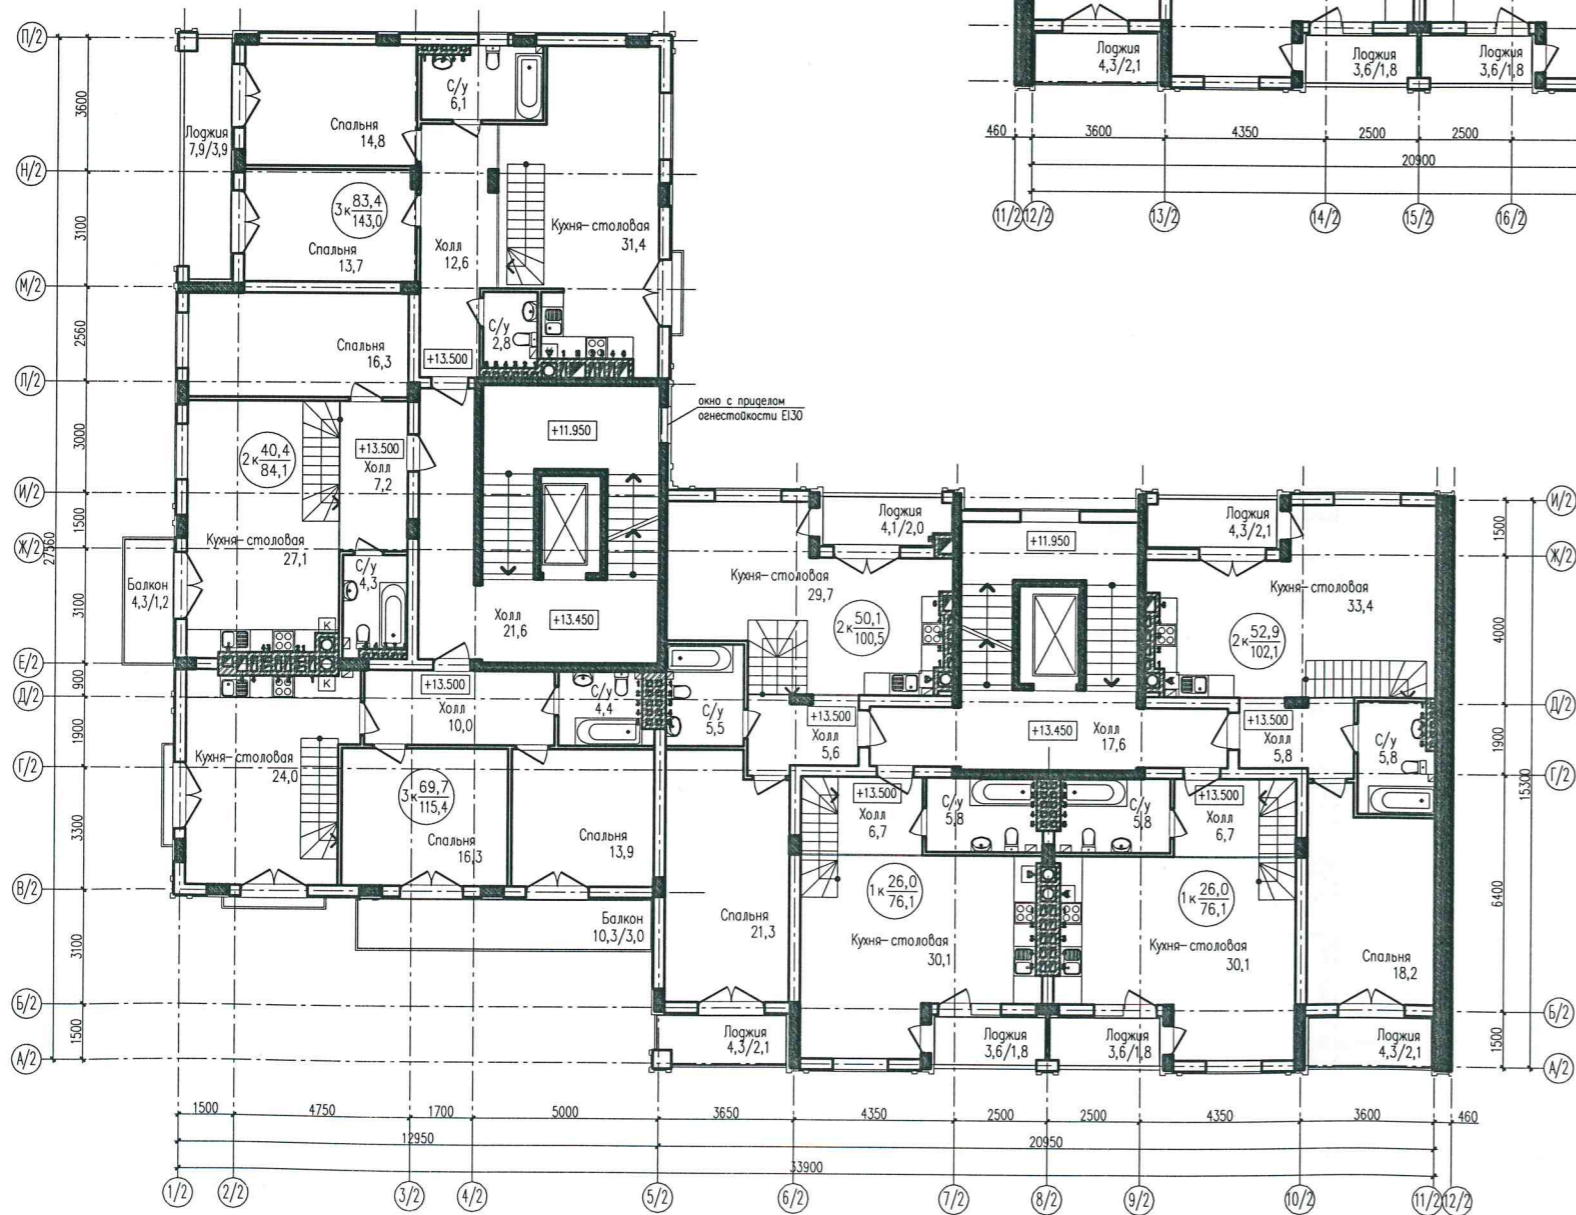 П/2
Н/2
М/2
Л/2
И/2
Ж/2
Е/2
Д/2
Г/2
В/2
Б/2
А/2
3600
3100
2560
3000
1500
3100
900
1900
3300
3100
1500
27560
Лоджия
7,9/3,9
Спальня
14,8
С/у
6,1
3к 83,4
143,0
Спальня
13,7
Холл
12,6
Кухня-столовая
31,4
С/у
2,8
Спальня
16,3
+13.500
окно с приделом
огнестойкости EI30
+11.950
2к 40,4
84,1
+13.500
Холл
7,2
Кухня-столовая
27,1
С/у
4,3
Балкон
4,3/1,2
К
К
Холл
21,6
+13.450
+13.500
Холл
10,0
С/у
4,4
С/у
5,5
Кухня-столовая
24,0
3к 69,7
115,4
Спальня
16,3
Спальня
13,9
Балкон
10,3/3,0
Лоджия
4,1/2,0
Кухня-столовая
29,7
2к 50,1
100,5
+13.500
Холл
5,6
+11.950
+13.450
Холл
17,6
Лоджия
4,3/2,1
Кухня-столовая
33,4
2к 52,9
102,1
+13.500
Холл
5,8
С/у
5,8
+13.500
Холл
6,7
С/у
5,8
С/у
5,8
+13.500
Холл
6,7
1к 26,0
76,1
1к 26,0
76,1
Спальня
21,3
Кухня-столовая
30,1
Кухня-столовая
30,1
Спальня
18,2
Лоджия
4,3/2,1
Лоджия
3,6/1,8
Лоджия
3,6/1,8
Лоджия
4,3/2,1
И/2
Ж/2
Д/2
Г/2
Б/2
А/2
1500
4000
1900
6400
1500
15300
1500
4750
1700
5000
3650
4350
2500
2500
4350
3600
460
12950
20950
33900
1/2
2/2
3/2
4/2
5/2
6/2
7/2
8/2
9/2
10/2
11/2
12/2
Лоджия
4,3/2,1
Лоджия
3,6/1,8
Лоджия
3,6/1,8
460
3600
4350
2500
2500
20900
11/2
12/2
13/2
14/2
15/2
16/2